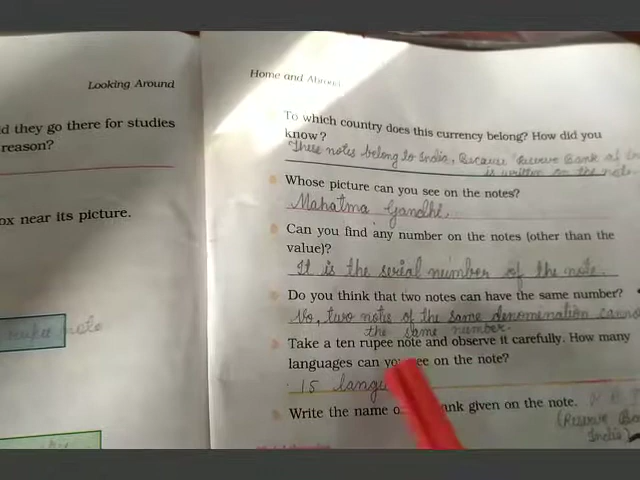 Looking Around
d they go there for studies
reason?
ox near its picture.
rupee note
Home and Abroad
To which country does this currency belong? How did you
know?
These notes belong to India, Because Reserve Bank of
is written on the note.
Whose picture can you see on the notes?
Mahatma Gandhi.
Can you find any number on the notes (other than the
value)?
It is the serial number of the note.
Do you think that two notes can have the same number?
No, two notes of the same denomination
the same number.
Take a ten rupee note and observe it carefully. How many
languages can you see on the note?
15 langu
Write the name o ank given on the note.
(Reserve Ba
India)